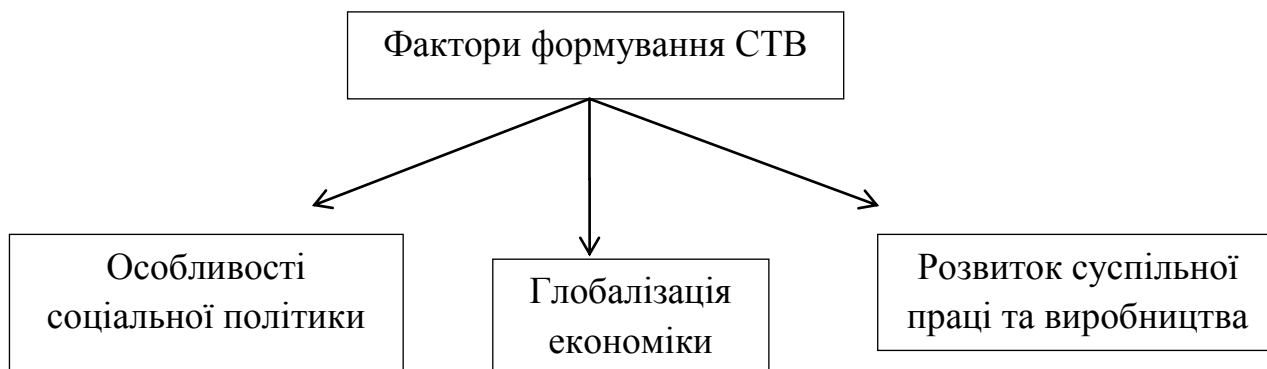 Фактори формування СТВ
Особливості
соціальної політики
Глобалізація
економіки
Розвиток суспільної
праці та виробництва